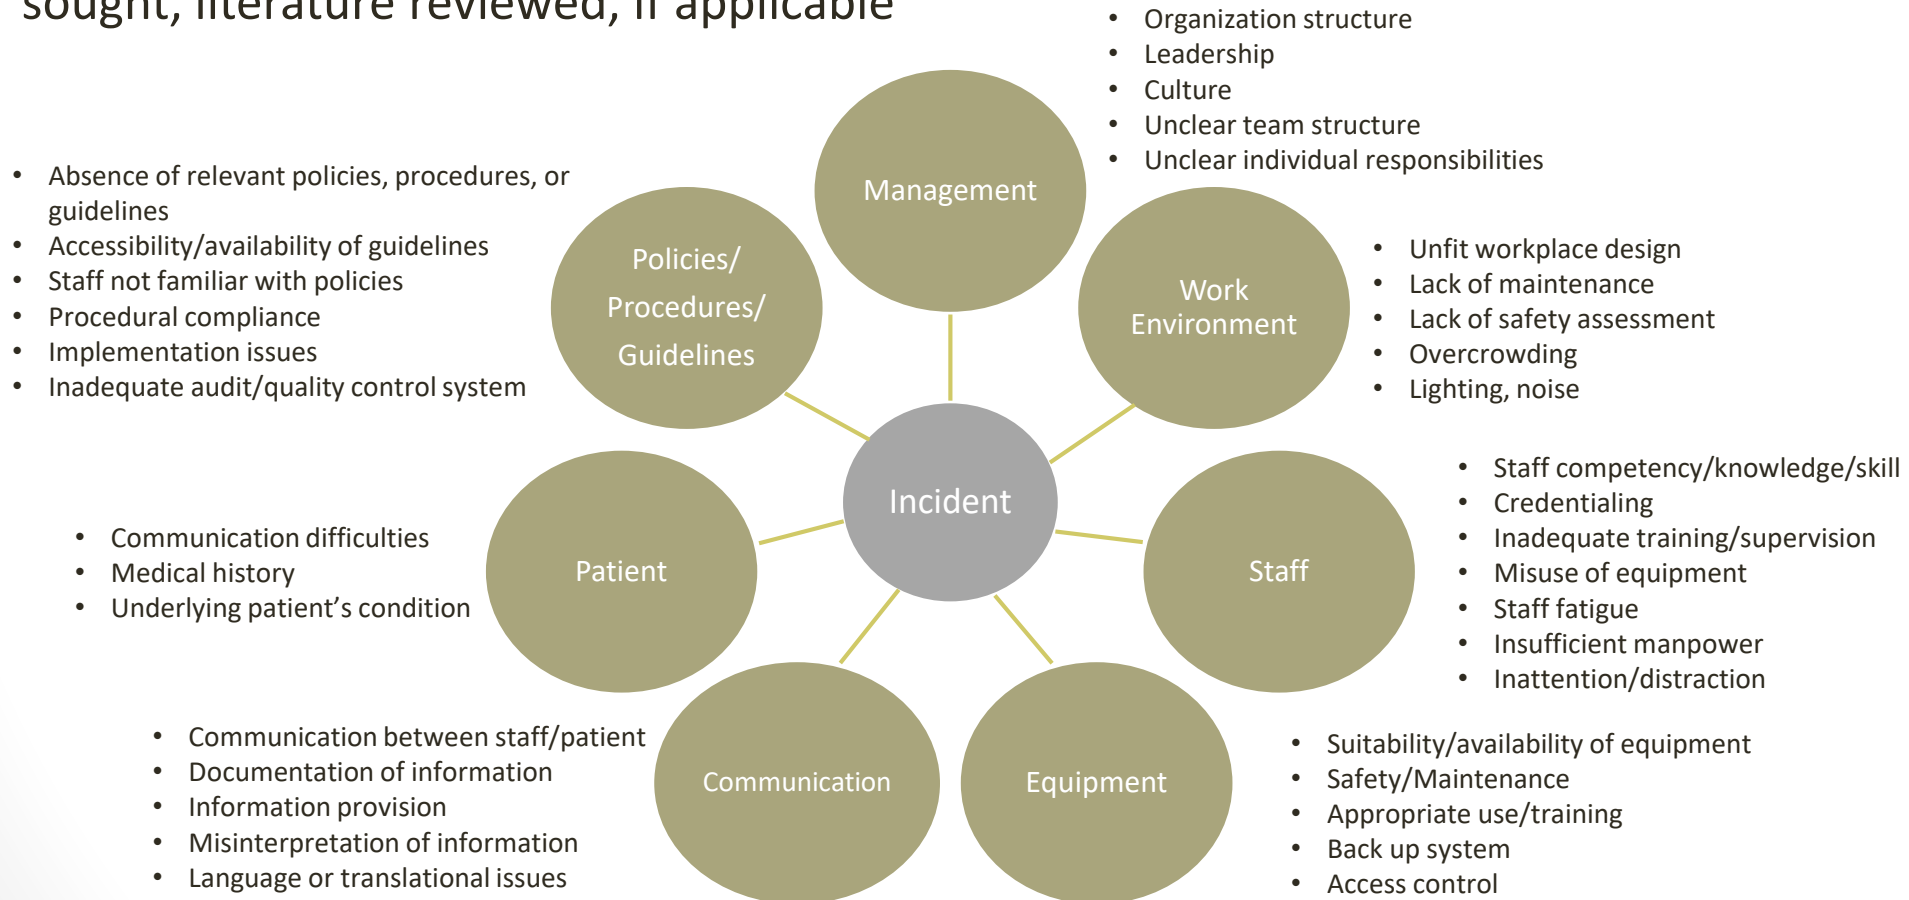 sought, literature reviewed, if applicable
• Organization structure
• Leadership
• Culture
• Unclear team structure
• Unclear individual responsibilities
Management
• Absence of relevant policies, procedures, or
guidelines
• Accessibility/availability of guidelines
• Staff not familiar with policies
• Procedural compliance
• Implementation issues
• Inadequate audit/quality control system
Policies/
Procedures/
Guidelines
Work
Environment
• Unfit workplace design
• Lack of maintenance
• Lack of safety assessment
• Overcrowding
• Lighting, noise
Incident
• Communication difficulties
• Medical history
• Underlying patient’s condition
Patient
Staff
• Staff competency/knowledge/skill
• Credentialing
• Inadequate training/supervision
• Misuse of equipment
• Staff fatigue
• Insufficient manpower
• Inattention/distraction
• Communication between staff/patient
• Documentation of information
• Information provision
• Misinterpretation of information
• Language or translational issues
Communication
Equipment
• Suitability/availability of equipment
• Safety/Maintenance
• Appropriate use/training
• Back up system
• Access control